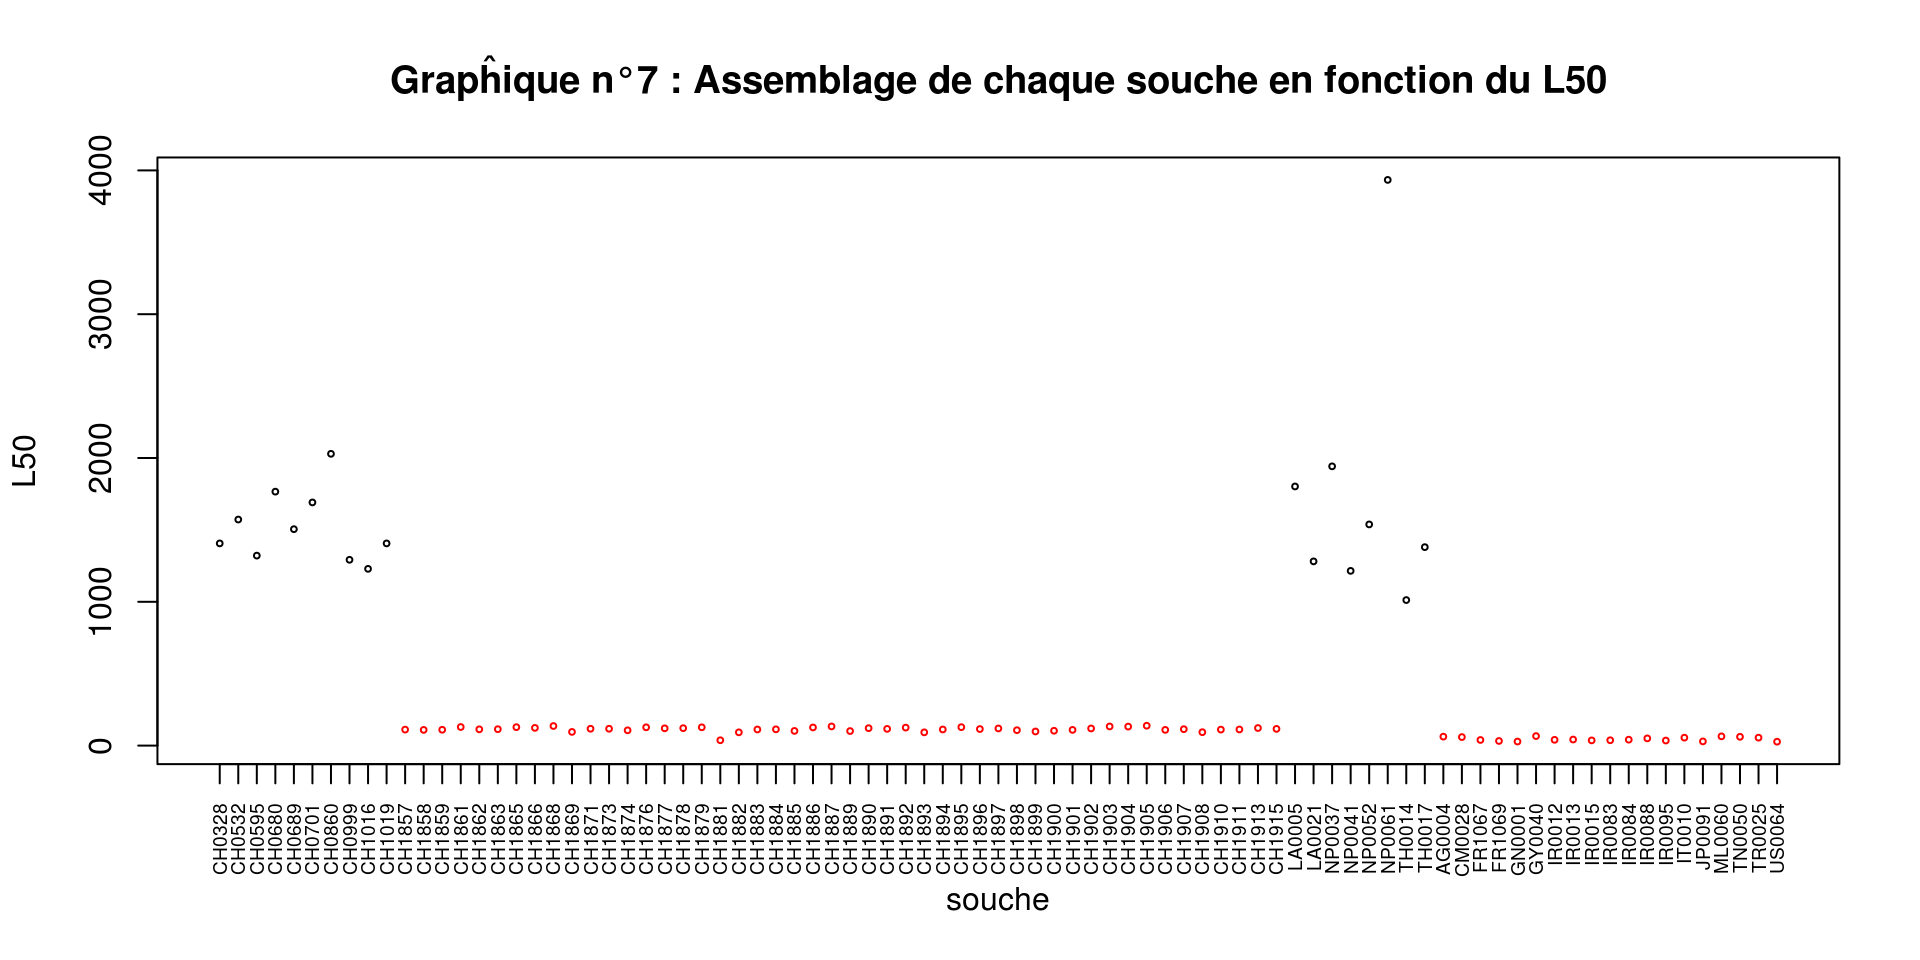 Grapĥique n°7 : Assemblage de chaque souche en fonction du L50
L50
4000
3000
2000
1000
0
CH0328
CH0532
CH0595
CH0680
CH0689
CH0701
CH0860
CH0999
CH1016
CH1019
CH1857
CH1858
CH1859
CH1861
CH1862
CH1863
CH1865
CH1866
CH1868
CH1869
CH1871
CH1873
CH1874
CH1876
CH1877
CH1878
CH1879
CH1881
CH1882
CH1883
CH1884
CH1885
CH1886
CH1887
CH1889
CH1890
CH1891
CH1892
CH1893
CH1894
CH1895
CH1896
CH1897
CH1898
CH1899
CH1900
CH1901
CH1902
CH1903
CH1904
CH1905
CH1906
CH1907
CH1908
CH1910
CH1911
CH1913
CH1915
LA0005
LA0021
NP0037
NP0041
NP0052
NP0061
TH0014
TH0017
AG0004
CM0028
FR1067
FR1069
GN0001
GY0040
IR0012
IR0013
IR0015
IR0083
IR0084
IR0088
IR0095
IT0010
JP0091
ML0060
TN0050
TR0025
US0064
souche